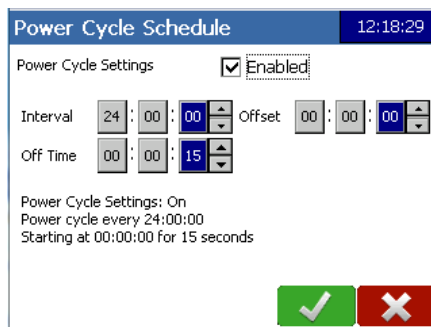 Power Cycle Schedule 12:18:29
Power Cycle Settings Enabled
Interval 24 : 00 : 00 Offset 00 : 00 : 00
Off Time 00 : 00 : 15
Power Cycle Settings: On
Power cycle every 24:00:00
Starting at 00:00:00 for 15 seconds